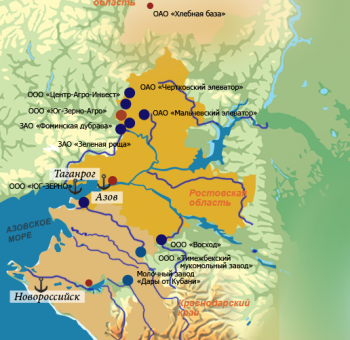 область
ОАО «Хлебная база»
ОАО «Чертковский элеватор»
ООО «Центр-Агро-Инвест»
ООО «Юг-Зерно-Агро»
ОАО «Мальчевский элеватор»
ЗАО «Фоминская дубрава»
ЗАО «Зеленая роща»
Таганрог
ООО «ЮГ-ЗЕРНО»
Азов
Ростовская
область
АЗОВСКОЕ
МОРЕ
ООО «Восход»
ООО «Тимежбекский
мукомольный завод»
Молочный завод
«Дары от Кубани»
Новороссийск
Краснодарский
край